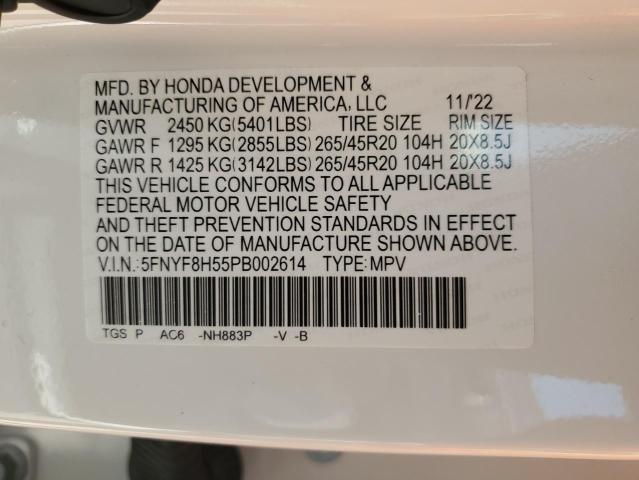 MFD. BY HONDA DEVELOPMENT &
MANUFACTURING OF AMERICA, LLC 11/'22
GVWR 2450 KG(5401LBS) TIRE SIZE RIM SIZE
GAWR F 1295 KG(2855LBS) 265/45R20 104H 20X8.5J
GAWR R 1425 KG(3142LBS) 265/45R20 104H 20X8.5J
THIS VEHICLE CONFORMS TO ALL APPLICABLE
FEDERAL MOTOR VEHICLE SAFETY
AND THEFT PREVENTION STANDARDS IN EFFECT
ON THE DATE OF MANUFACTURE SHOWN ABOVE.
V.I.N.: 5FNYF8H55PB002614 TYPE: MPV
TGS P AC6 -NH883P -V -B